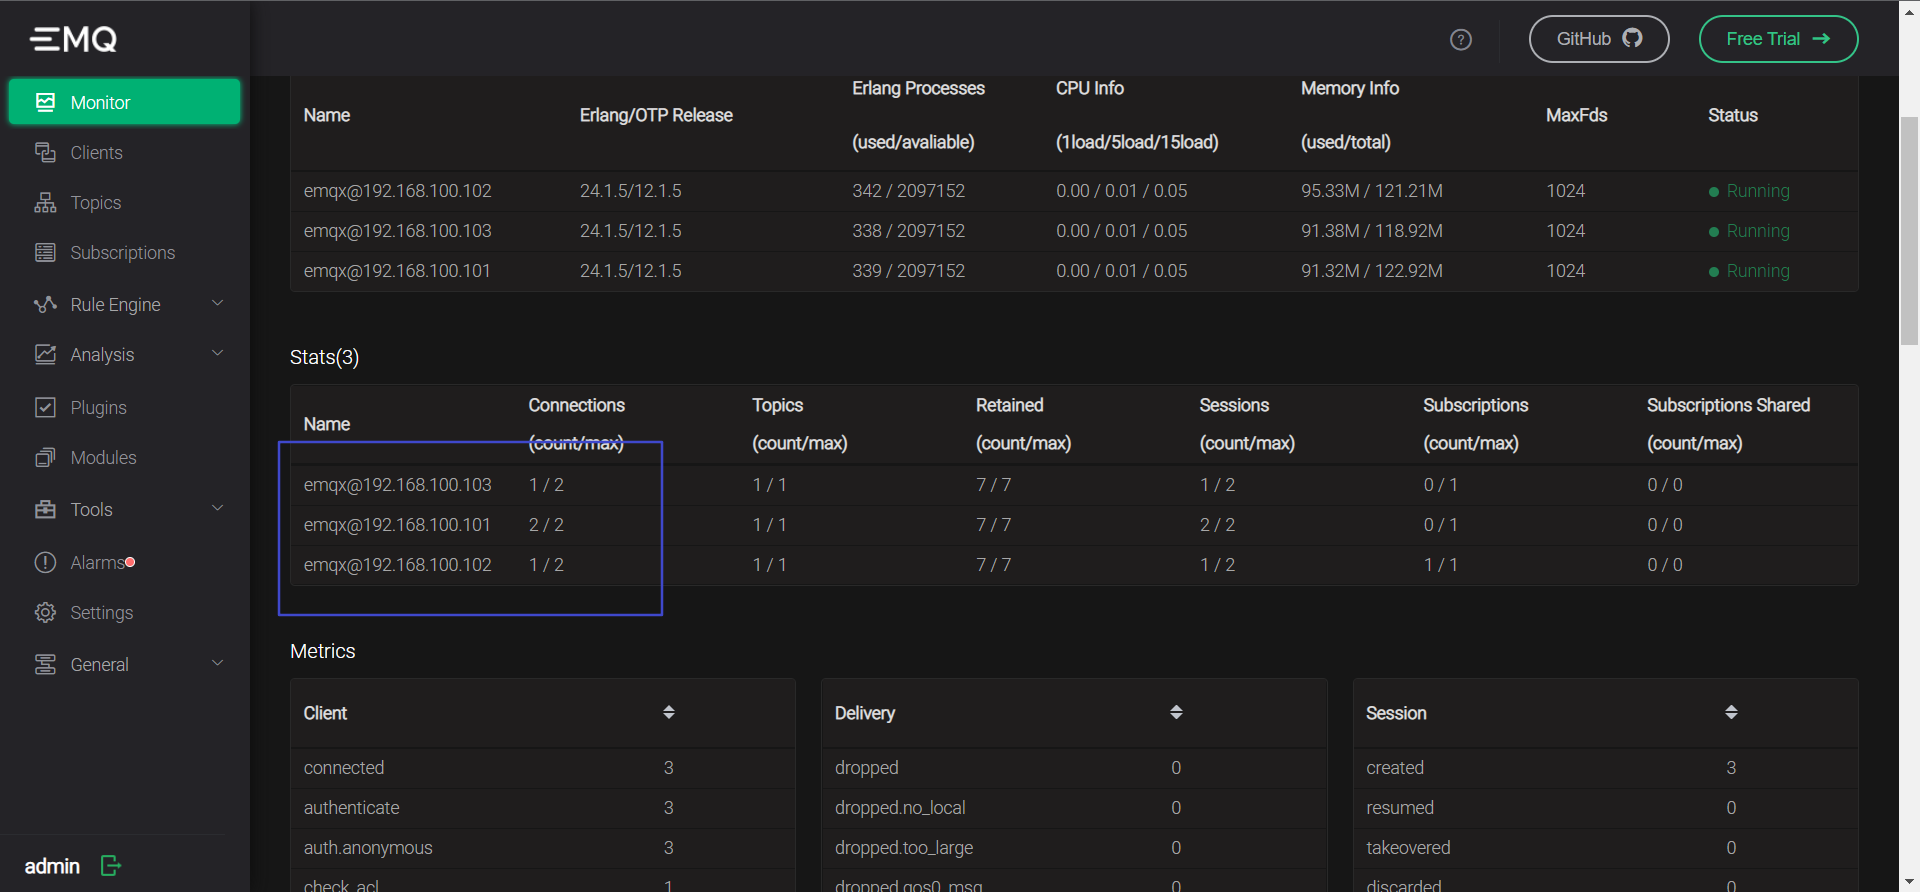 EMQ
GitHub
Free Trial
Monitor
Clients
Topics
Subscriptions
Rule Engine
Analysis
Plugins
Modules
Tools
Alarms
Settings
General
admin
Name Erlang/OTP Release Erlang Processes (used/avaliable) CPU Info (1load/5load/15load) Memory Info (used/total) MaxFds Status
emqx@192.168.100.102 24.1.5/12.1.5 342 / 2097152 0.00 / 0.01 / 0.05 95.33M / 121.21M 1024 Running
emqx@192.168.100.103 24.1.5/12.1.5 338 / 2097152 0.00 / 0.01 / 0.05 91.38M / 118.92M 1024 Running
emqx@192.168.100.101 24.1.5/12.1.5 339 / 2097152 0.00 / 0.01 / 0.05 91.32M / 122.92M 1024 Running
Stats(3)
Name Connections (count/max) Topics (count/max) Retained (count/max) Sessions (count/max) Subscriptions (count/max) Subscriptions Shared (count/max)
emqx@192.168.100.103 1 / 2 1 / 1 7 / 7 1 / 2 0 / 1 0 / 0
emqx@192.168.100.101 2 / 2 1 / 1 7 / 7 2 / 2 0 / 1 0 / 0
emqx@192.168.100.102 1 / 2 1 / 1 7 / 7 1 / 2 1 / 1 0 / 0
Metrics
Client
connected 3
authenticate 3
auth.anonymous 3
check_acl 1
Delivery
dropped 0
dropped.no_local 0
dropped.too_large 0
dropped.qos0_msg 0
Session
created 3
resumed 0
takeovered 0
discarded 0